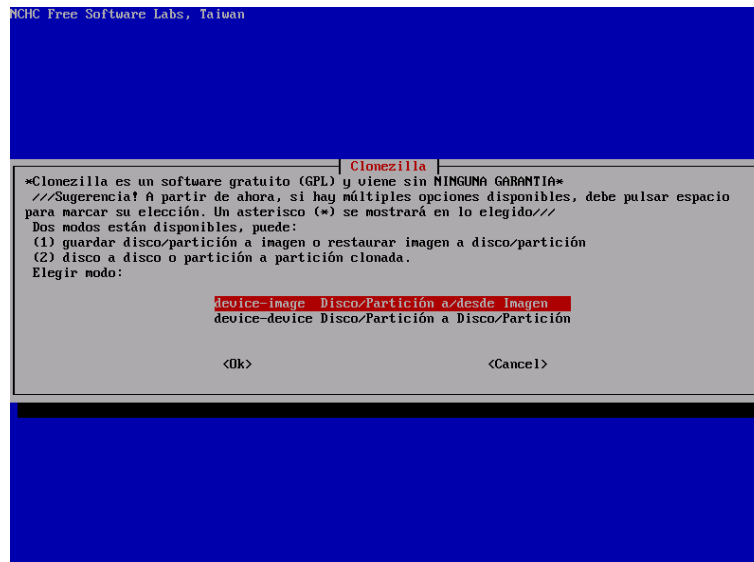 NCHC Free Software Labs, Taiwan
Clonezilla
*Clonezilla es un software gratuito (GPL) y viene sin NINGUNA GARANTIA*
///Sugerencia! A partir de ahora, si hay múltiples opciones disponibles, debe pulsar espacio
para marcar su elección. Un asterisco (*) se mostrará en lo elegido///
Dos modos están disponibles, puede:
(1) guardar disco/partición a imagen o restaurar imagen a disco/partición
(2) disco a disco o partición a partición clonada.
Elegir modo:
device-image Disco/Partición a/desde Imagen
device-device Disco/Partición a Disco/Partición
<Ok> <Cancel>